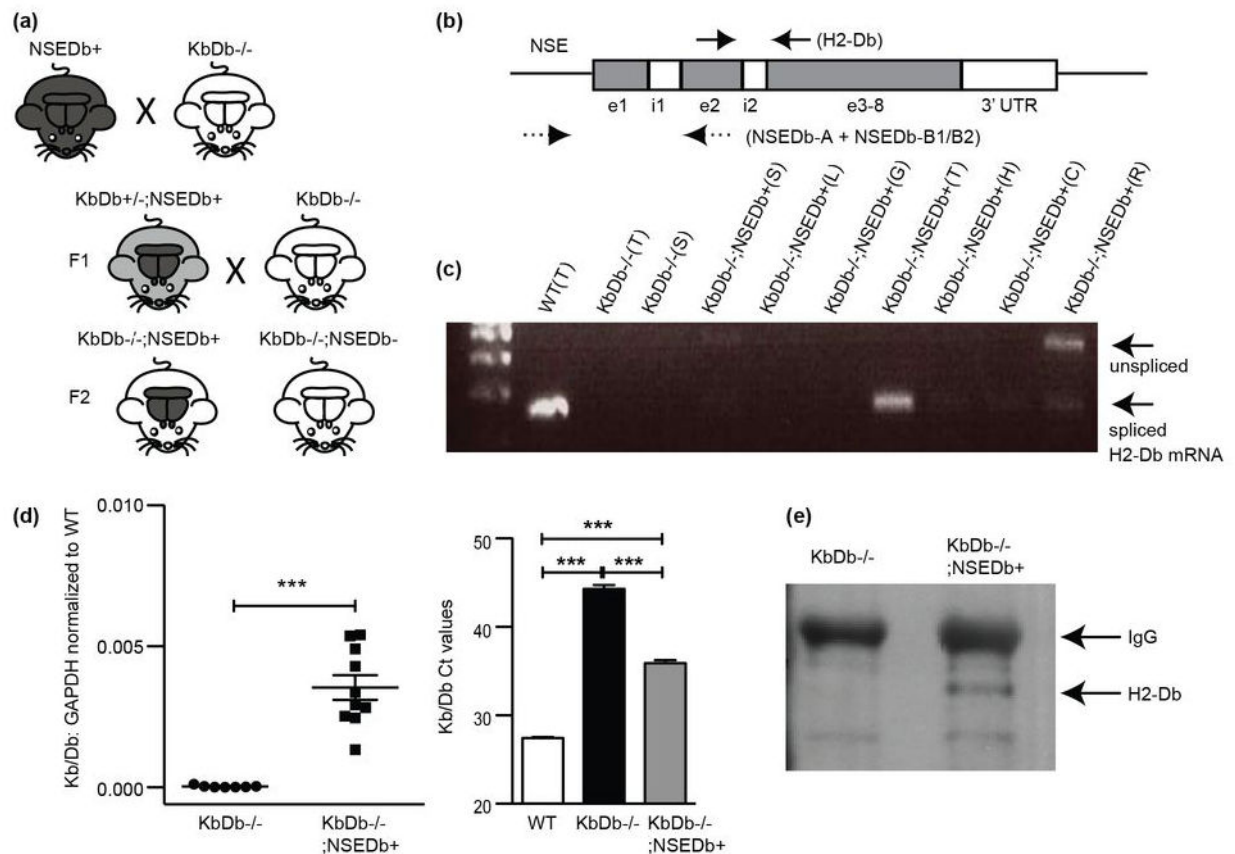 (a)
NSEDb+
KbDb-/-
X
KbDb+/-;NSEDb+
KbDb-/-
F1
X
KbDb-/-;NSEDb+
KbDb-/-;NSEDb-
F2
(b)
NSE
(H2-Db)
e1
i1
e2
i2
e3-8
3' UTR
(NSEDb-A + NSEDb-B1/B2)
(c)
WT(T)
KbDb-/-(T)
KbDb-/-(S)
KbDb-/-;NSEDb+(S)
KbDb-/-;NSEDb+(L)
KbDb-/-;NSEDb+(G)
KbDb-/-;NSEDb+(T)
KbDb-/-;NSEDb+(H)
KbDb-/-;NSEDb+(C)
KbDb-/-;NSEDb+(R)
unspliced
spliced
H2-Db mRNA
(d)
Kb/Db: GAPDH normalized to WT
0.010
0.005
0.000
***
KbDb-/-
KbDb-/-
;NSEDb+
Kb/Db Ct values
50
40
30
20
***
***
***
WT
KbDb-/-
KbDb-/-
;NSEDb+
(e)
KbDb-/-
KbDb-/-
;NSEDb+
IgG
H2-Db